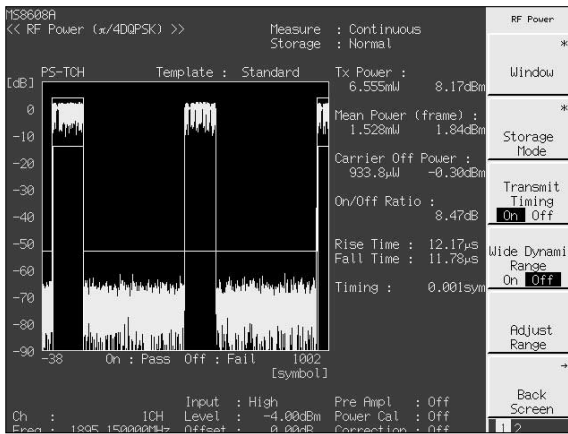 MS8608A
<< RF Power (π/4DQPSK) >>
Measure : Continuous
Storage : Normal
PS-TCH
Template : Standard
[dB]
0
-10
-20
-30
-40
-50
-60
-70
-80
-90
-38
On : Pass Off : Fail
1002
[symbol]
Tx Power :
6.555mW 8.17dBm
Mean Power (frame) :
1.528mW 1.84dBm
Carrier Off Power :
933.8μW -0.30dBm
On/Off Ratio :
8.47dB
Rise Time : 12.17μs
Fall Time : 11.78μs
Timing : 0.001sym
Input : High
Pre Ampl : Off
Ch : 1CH
Level : -4.00dBm
Power Cal : Off
Freq : 1895.150000MHz
Offset : 0.00dB
Correction : Off
RF Power
*
Window
*
Storage
Mode
Transmit
Timing
On Off
Wide Dynami
Range
On Off
Adjust
Range
→
Back
Screen
1 2